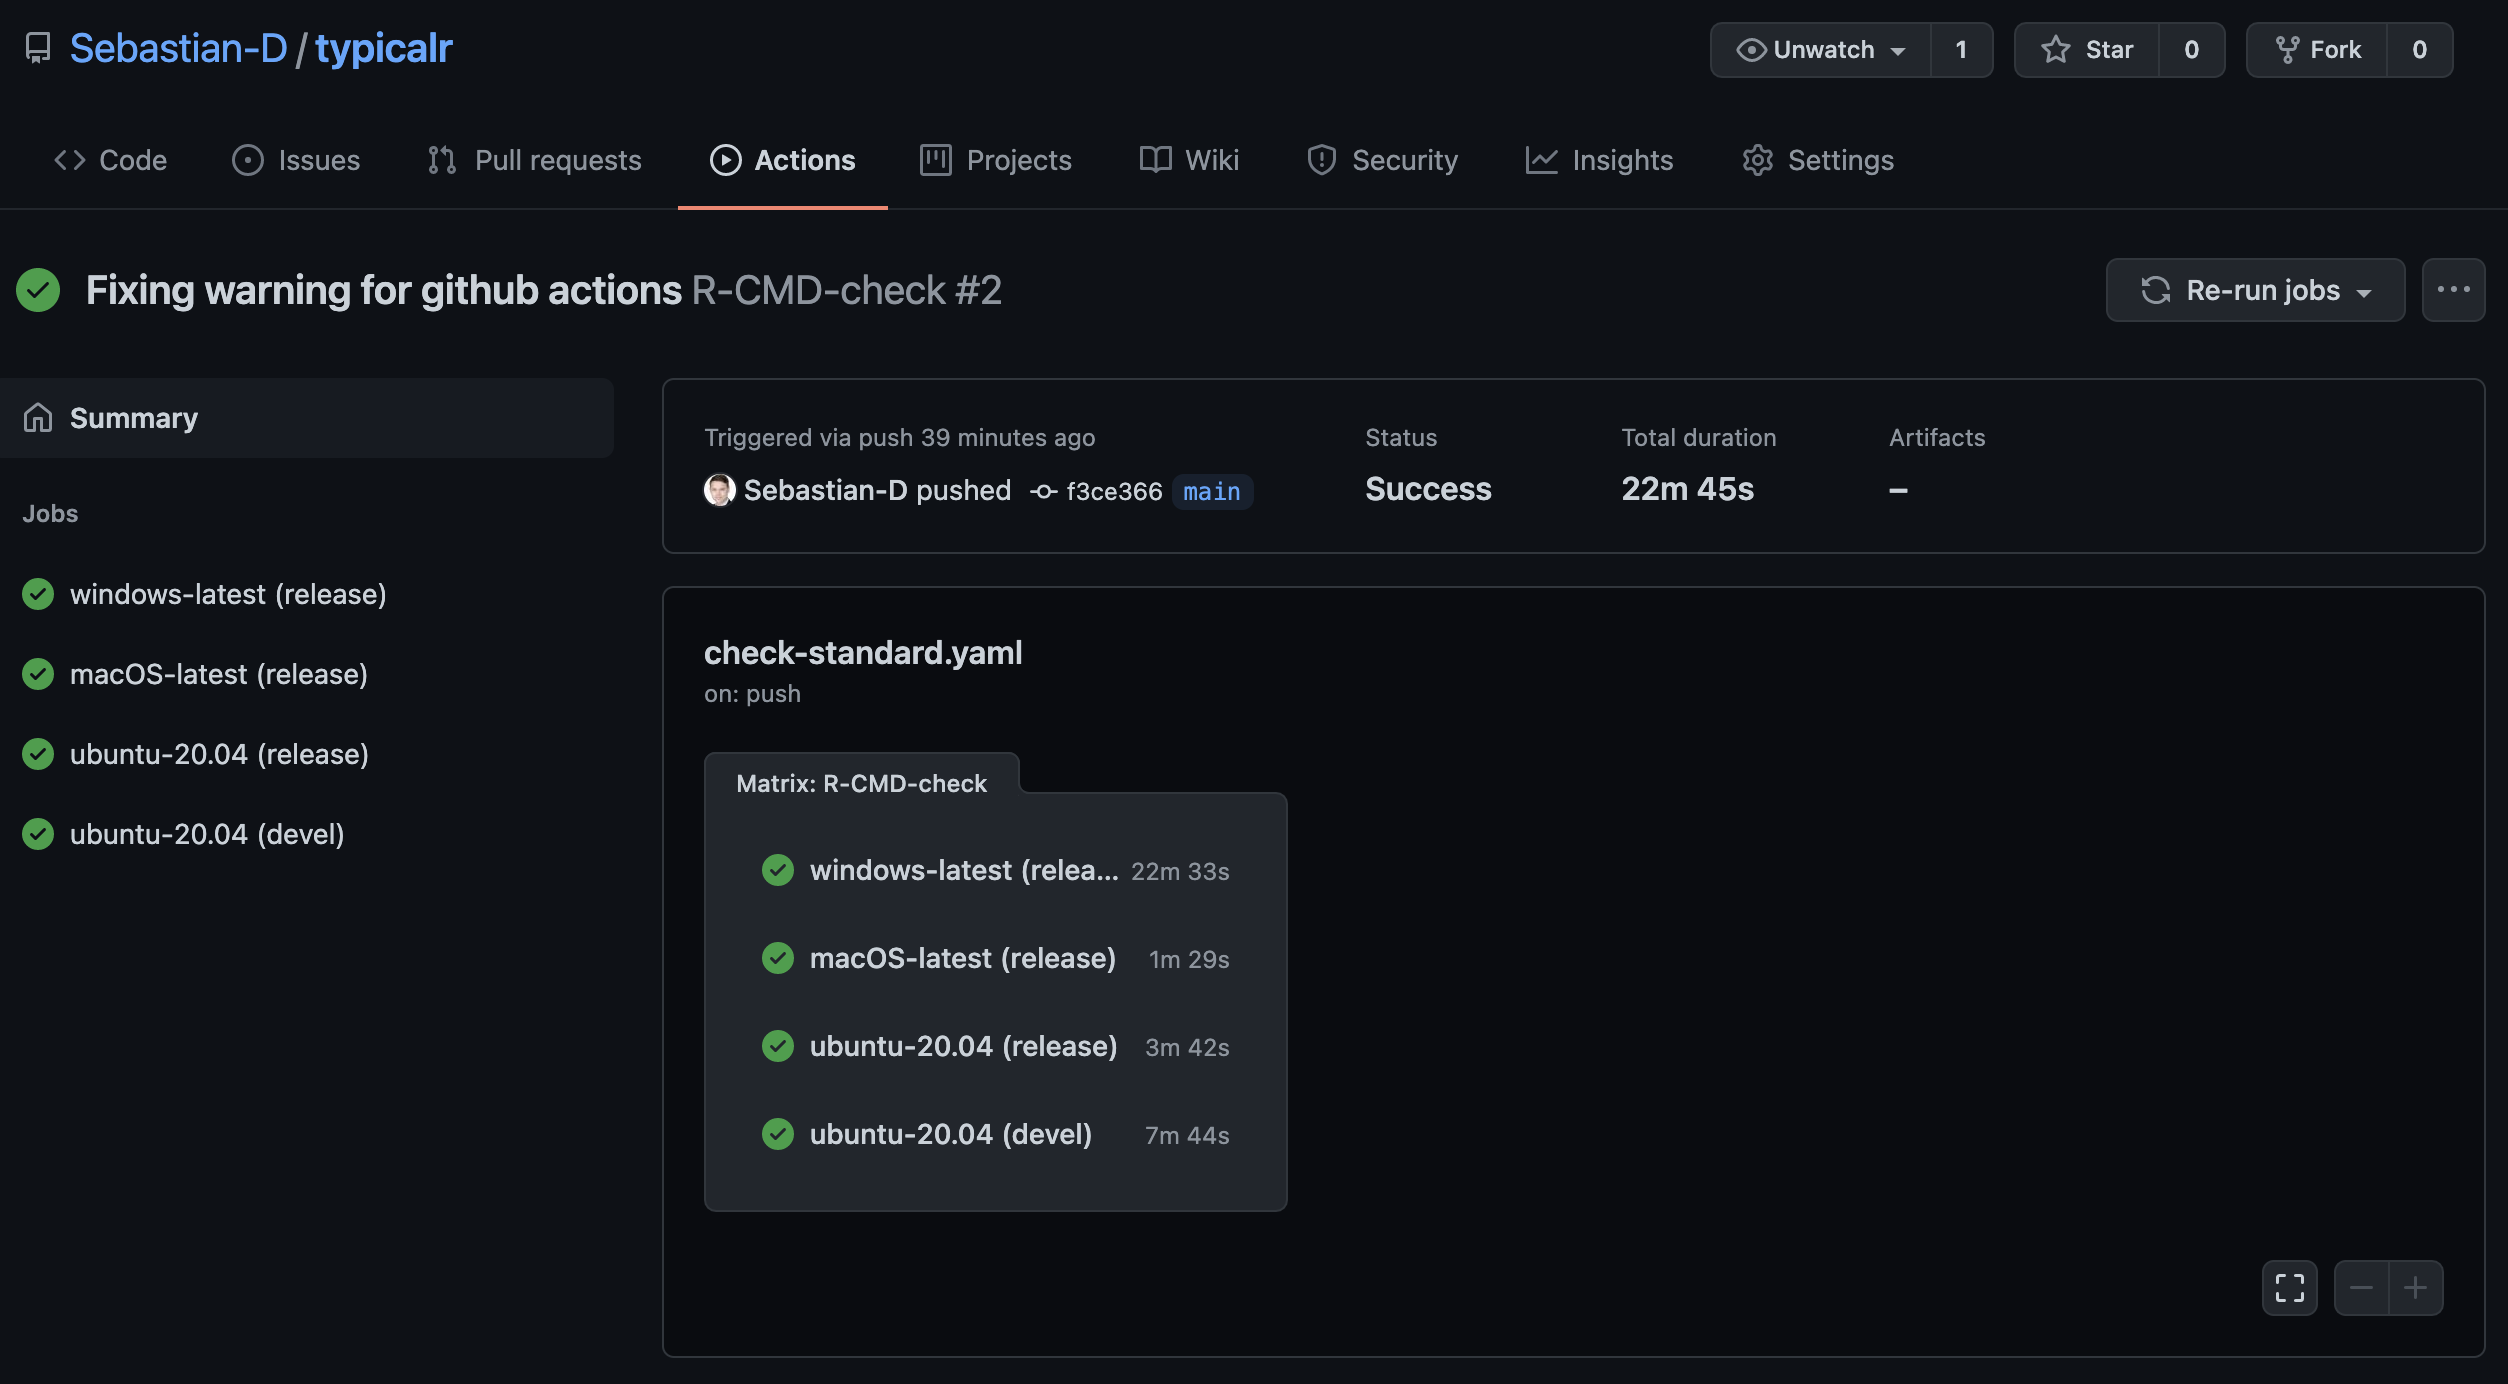 Sebastian-D / typicalr
Unwatch 1
Star 0
Fork 0
Code Issues Pull requests Actions Projects Wiki Security Insights Settings
Fixing warning for github actions R-CMD-check #2
Re-run jobs
Summary
Jobs
windows-latest (release)
macOS-latest (release)
ubuntu-20.04 (release)
ubuntu-20.04 (devel)
Triggered via push 39 minutes ago
Sebastian-D pushed f3ce366 main
Status
Success
Total duration
22m 45s
Artifacts
–
check-standard.yaml
on: push
Matrix: R-CMD-check
windows-latest (relea... 22m 33s
macOS-latest (release) 1m 29s
ubuntu-20.04 (release) 3m 42s
ubuntu-20.04 (devel) 7m 44s